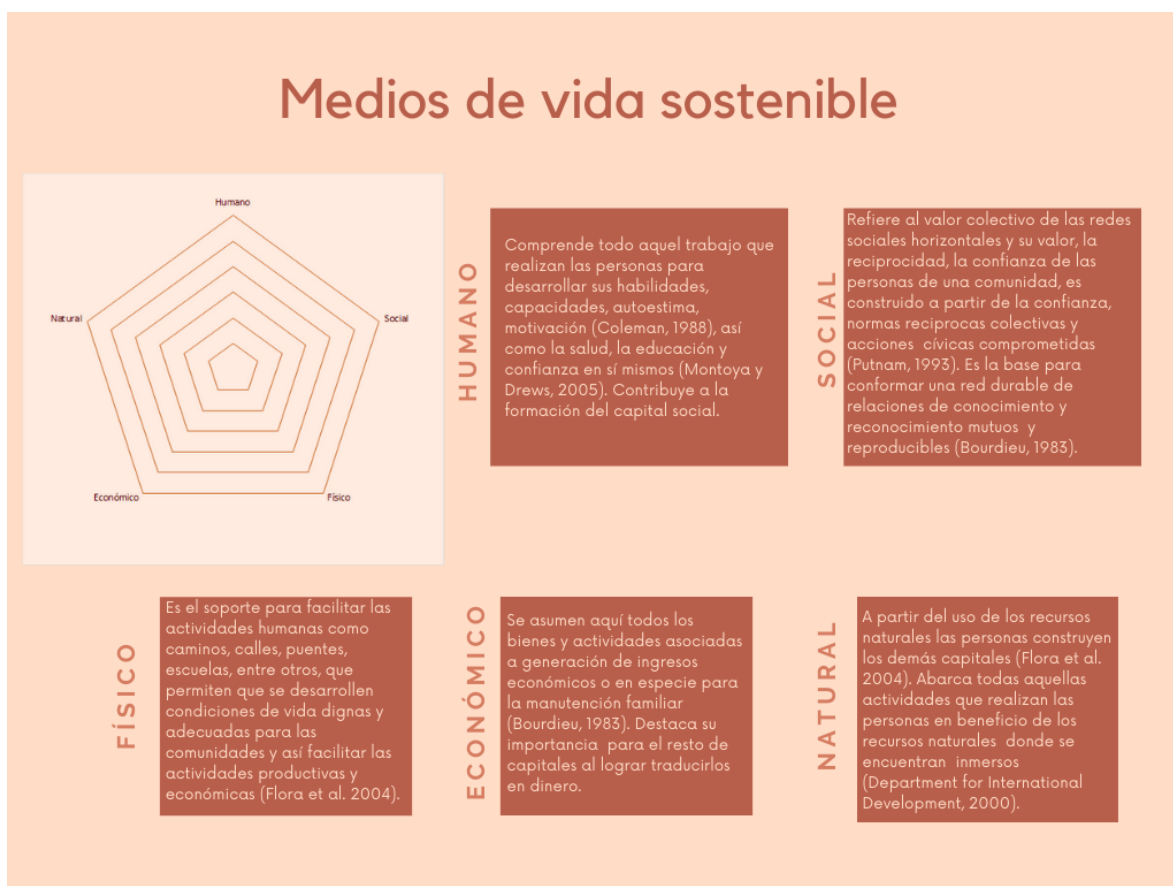 Medios de vida sostenible
Humano
Natural
Social
Económico
Físico
HUMANO
Comprende todo aquel trabajo que
realizan las personas para
desarrollar sus habilidades,
capacidades, autoestima,
motivación (Coleman, 1988), así
como la salud, la educación y
confianza en sí mismos (Montoya y
Drews, 2005). Contribuye a la
formación del capital social.
SOCIAL
Refiere al valor colectivo de las redes
sociales horizontales y su valor, la
reciprocidad, la confianza de las
personas de una comunidad, es
construido a partir de la confianza,
normas reciprocas colectivas y
acciones cívicas comprometidas
(Putnam, 1993). Es la base para
conformar una red durable de
relaciones de conocimiento y
reconocimiento mutuos y
reproducibles (Bourdieu, 1983).
FÍSICO
Es el soporte para facilitar las
actividades humanas como
caminos, calles, puentes,
escuelas, entre otros, que
permiten que se desarrollen
condiciones de vida dignas y
adecuadas para las
comunidades y así facilitar las
actividades productivas y
económicas (Flora et al. 2004).
ECONÓMICO
Se asumen aquí todos los
bienes y actividades asociadas
a generación de ingresos
económicos o en especie para
la manutención familiar
(Bourdieu, 1983). Destaca su
importancia para el resto de
capitales al lograr traducirlos
en dinero.
NATURAL
A partir del uso de los recursos
naturales las personas construyen
los demás capitales (Flora et al.
2004). Abarca todas aquellas
actividades que realizan las
personas en beneficio de los
recursos naturales donde se
encuentran inmersos
(Department for International
Development, 2000).